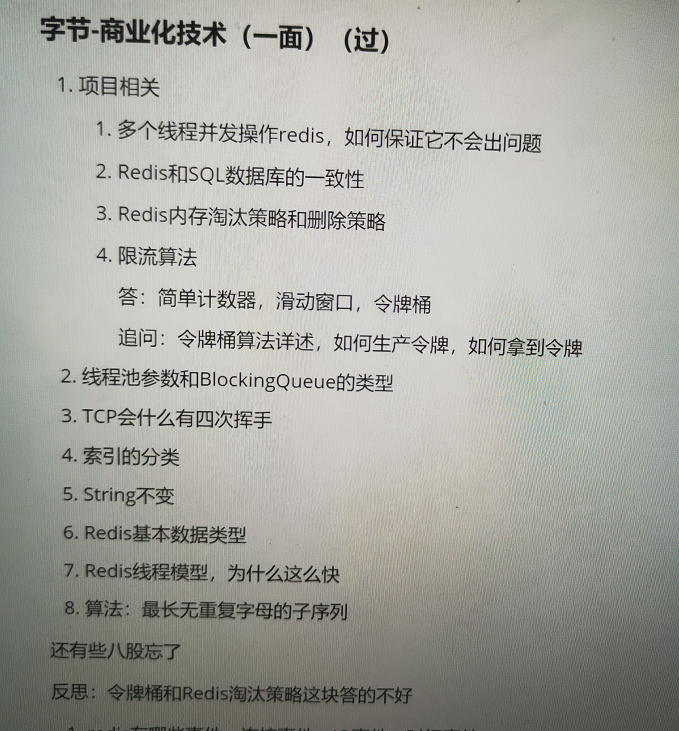 字节-商业化技术（一面）（过）
1. 项目相关
1. 多个线程并发操作redis，如何保证它不会出问题
2. Redis和SQL数据库的一致性
3. Redis内存淘汰策略和删除策略
4. 限流算法
答：简单计数器，滑动窗口，令牌桶
追问：令牌桶算法详述，如何生产令牌，如何拿到令牌
2. 线程池参数和BlockingQueue的类型
3. TCP会什么有四次挥手
4. 索引的分类
5. String不变
6. Redis基本数据类型
7. Redis线程模型，为什么这么快
8. 算法：最长无重复字母的子序列
还有些八股忘了
反思：令牌桶和Redis淘汰策略这块答的不好